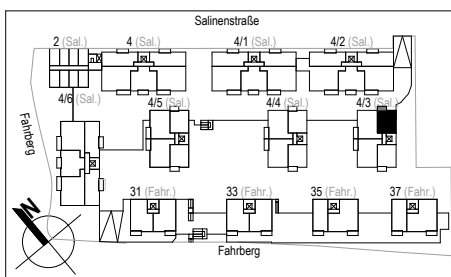 Salinenstraße
2 (Sal.) 4 (Sal.) 4/1 (Sal.) 4/2 (Sal.)
4/6 (Sal.) 4/5 (Sal.) 4/4 (Sal.) 4/3 (Sal.)
Fahrberg
31 (Fahr.) 33 (Fahr.) 35 (Fahr.) 37 (Fahr.)
N
Fahrberg